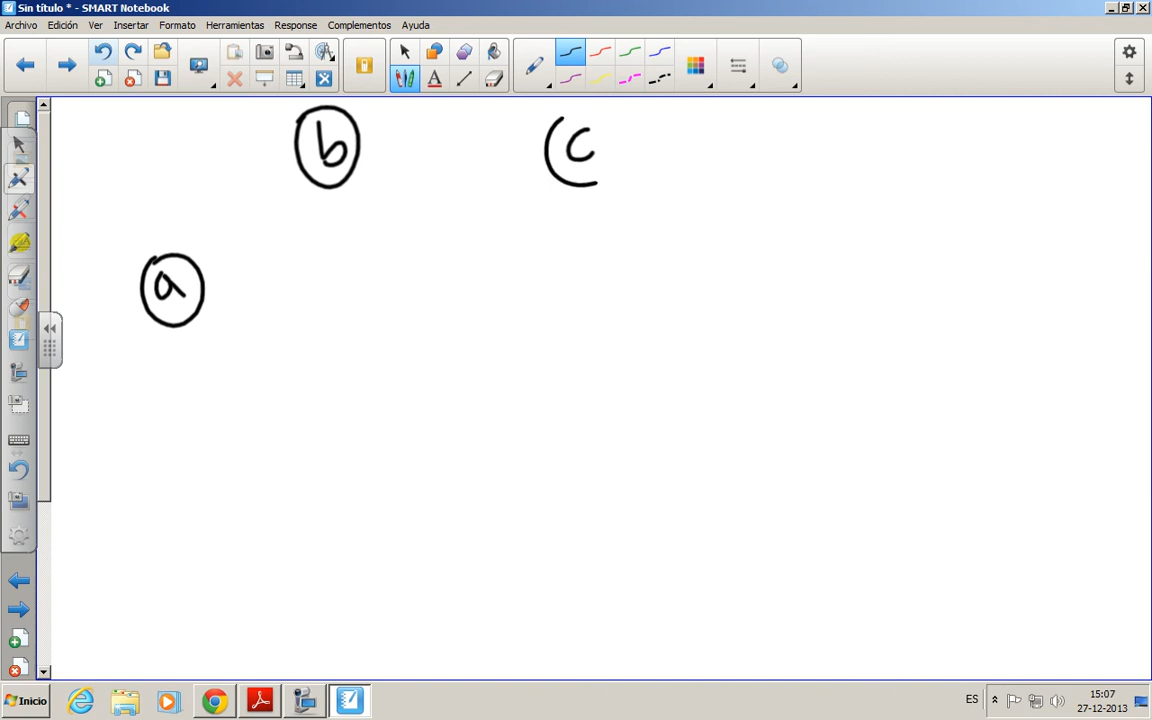 Sin título * - SMART Notebook
Archivo Edición Ver Insertar Formato Herramientas Response Complementos Ayuda
b c
a
Inicio
ES
15:07
27-12-2013